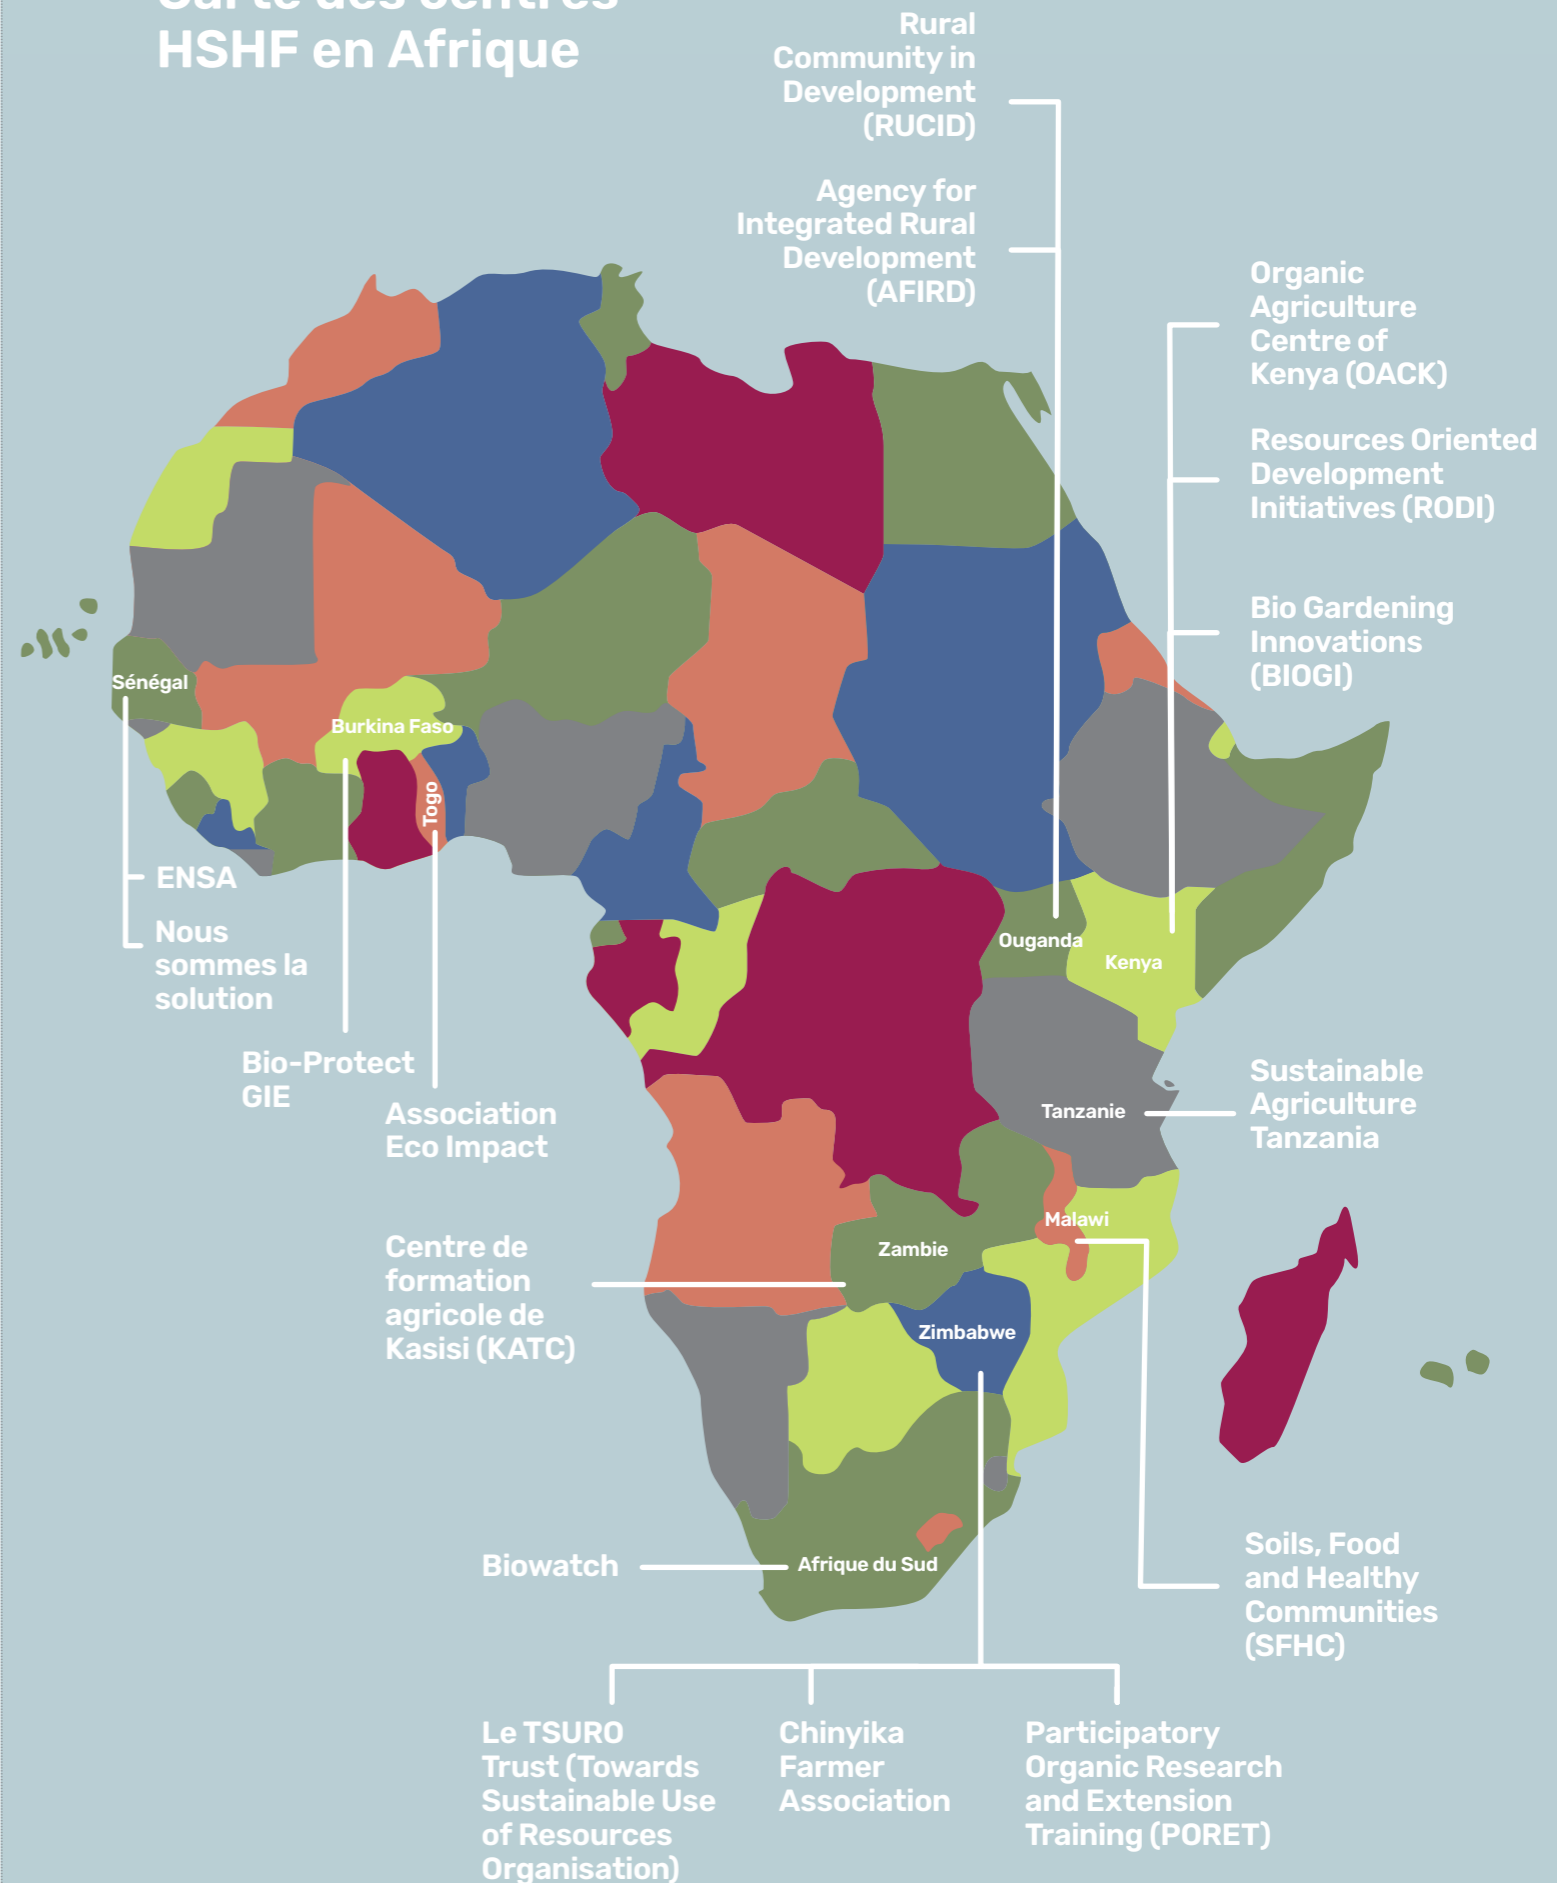 Carte des centres
HSHF en Afrique
Rural
Community in
Development
(RUCID)
Agency for
Integrated Rural
Development
(AFIRD)
Organic
Agriculture
Centre of
Kenya (OACK)
Resources Oriented
Development
Initiatives (RODI)
Bio Gardening
Innovations
(BIOGI)
Sénégal
Burkina Faso
Togo
ENSA
Nous
sommes la
solution
Ouganda
Kenya
Bio-Protect
GIE
Association
Eco Impact
Tanzanie
Sustainable
Agriculture
Tanzania
Malawi
Zambie
Centre de
formation
agricole de
Kasisi (KATC)
Zimbabwe
Biowatch
Afrique du Sud
Soils, Food
and Healthy
Communities
(SFHC)
Le TSURO
Trust (Towards
Sustainable Use
of Resources
Organisation)
Chinyika
Farmer
Association
Participatory
Organic Research
and Extension
Training (PORET)